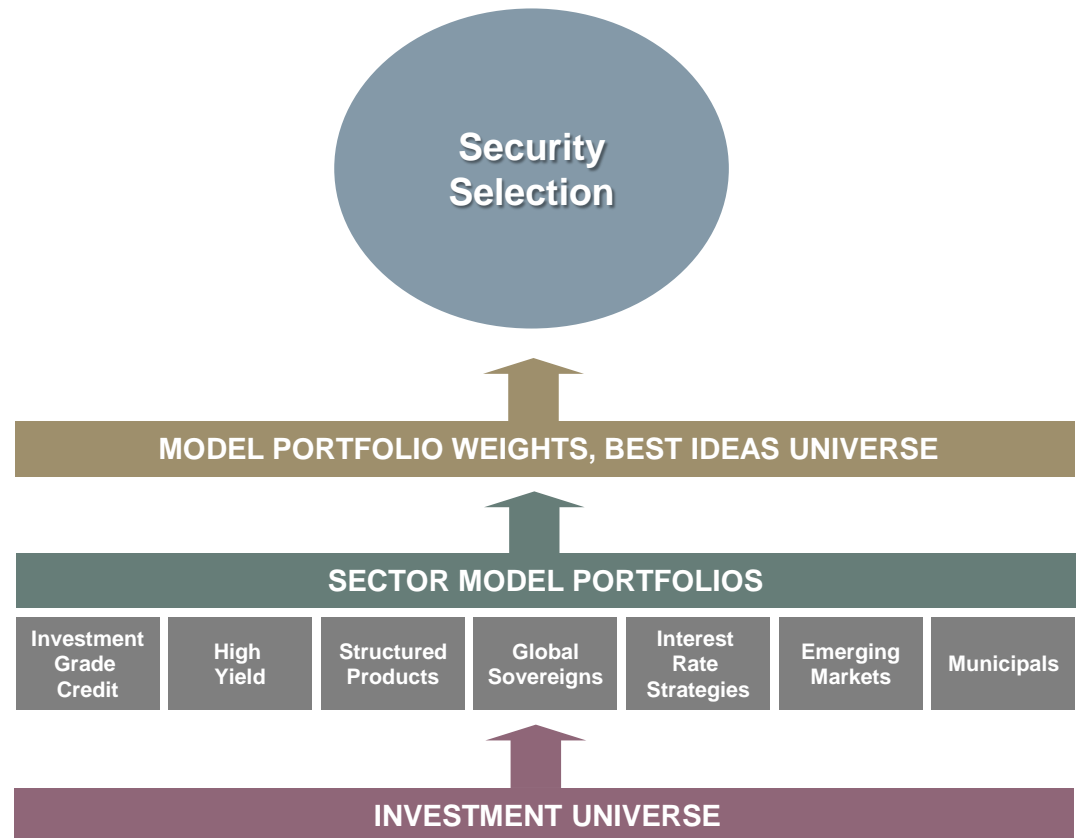 Security
Selection
MODEL PORTFOLIO WEIGHTS, BEST IDEAS UNIVERSE
SECTOR MODEL PORTFOLIOS
Investment
Grade
Credit
High
Yield
Structured
Products
Global
Sovereigns
Interest
Rate
Strategies
Emerging
Markets
Municipals
INVESTMENT UNIVERSE